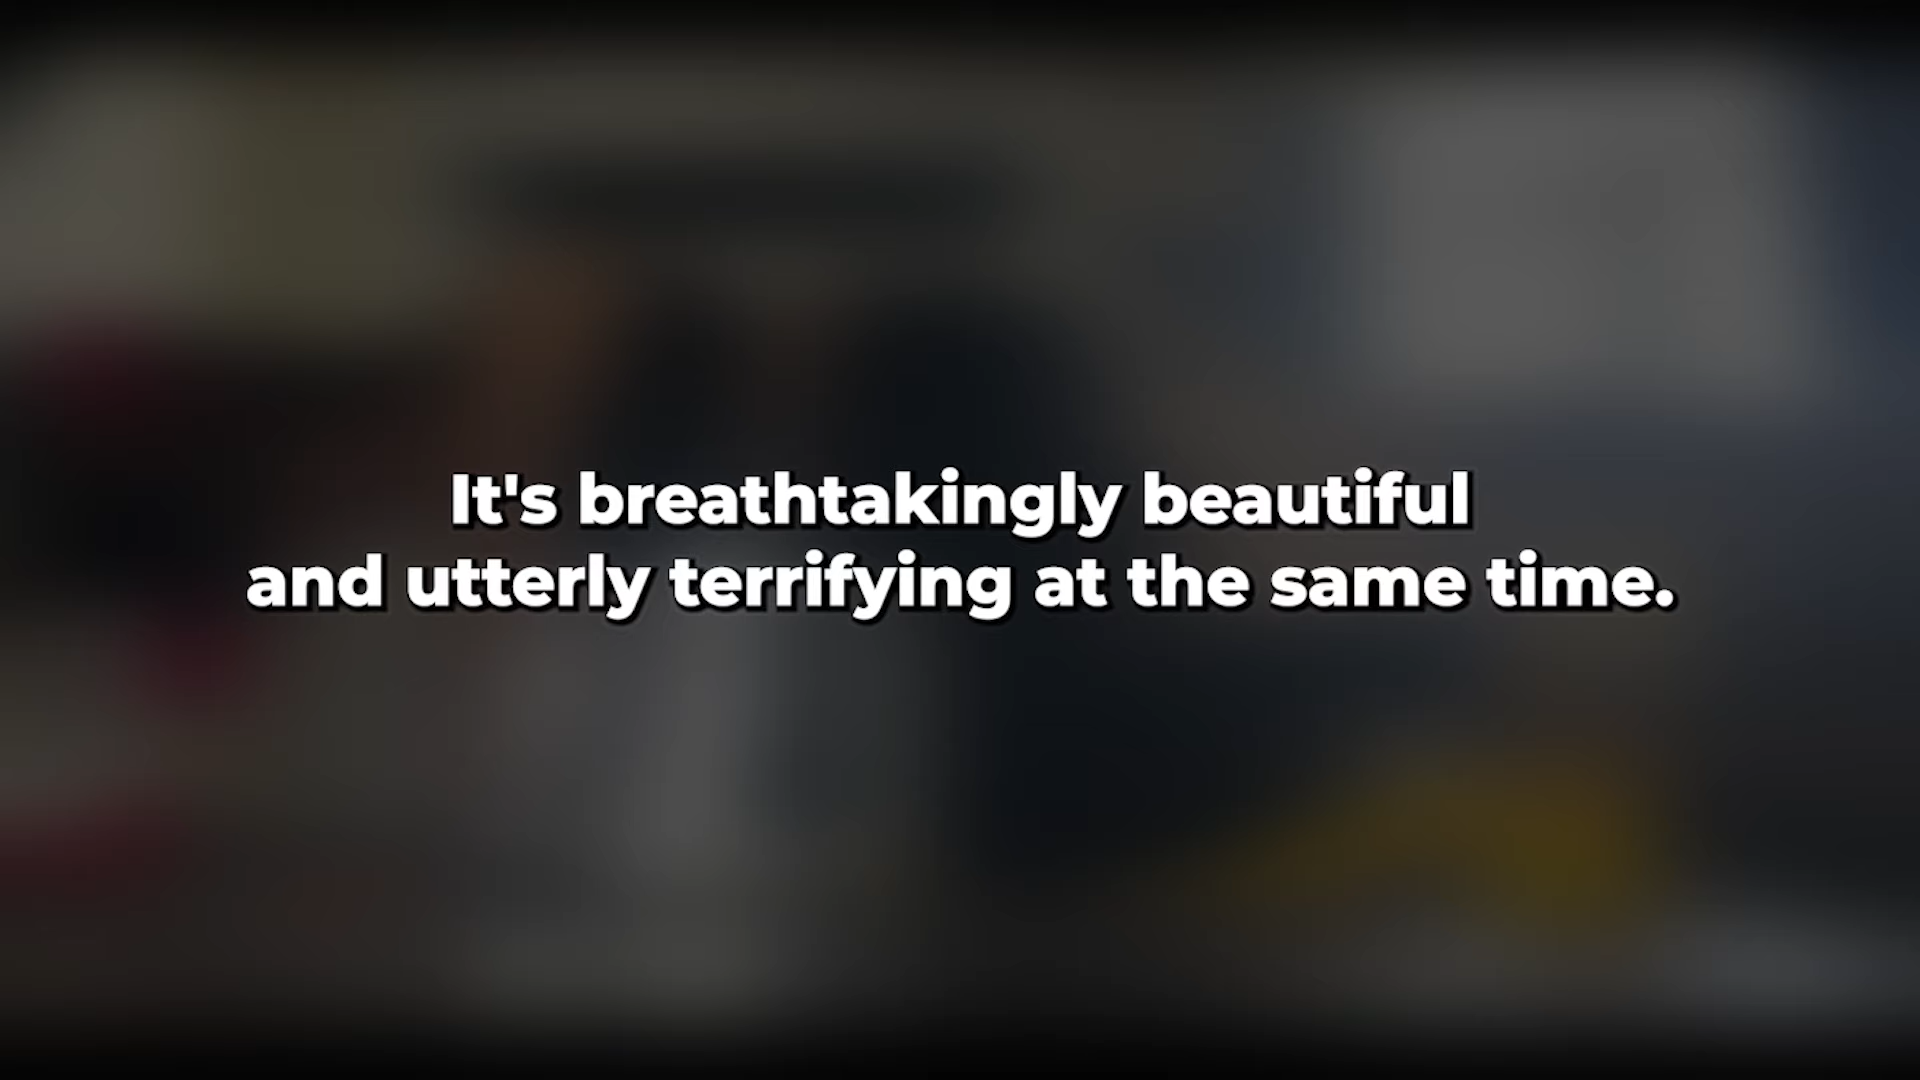 It's breathtakingly beautiful
and utterly terrifying at the same time.